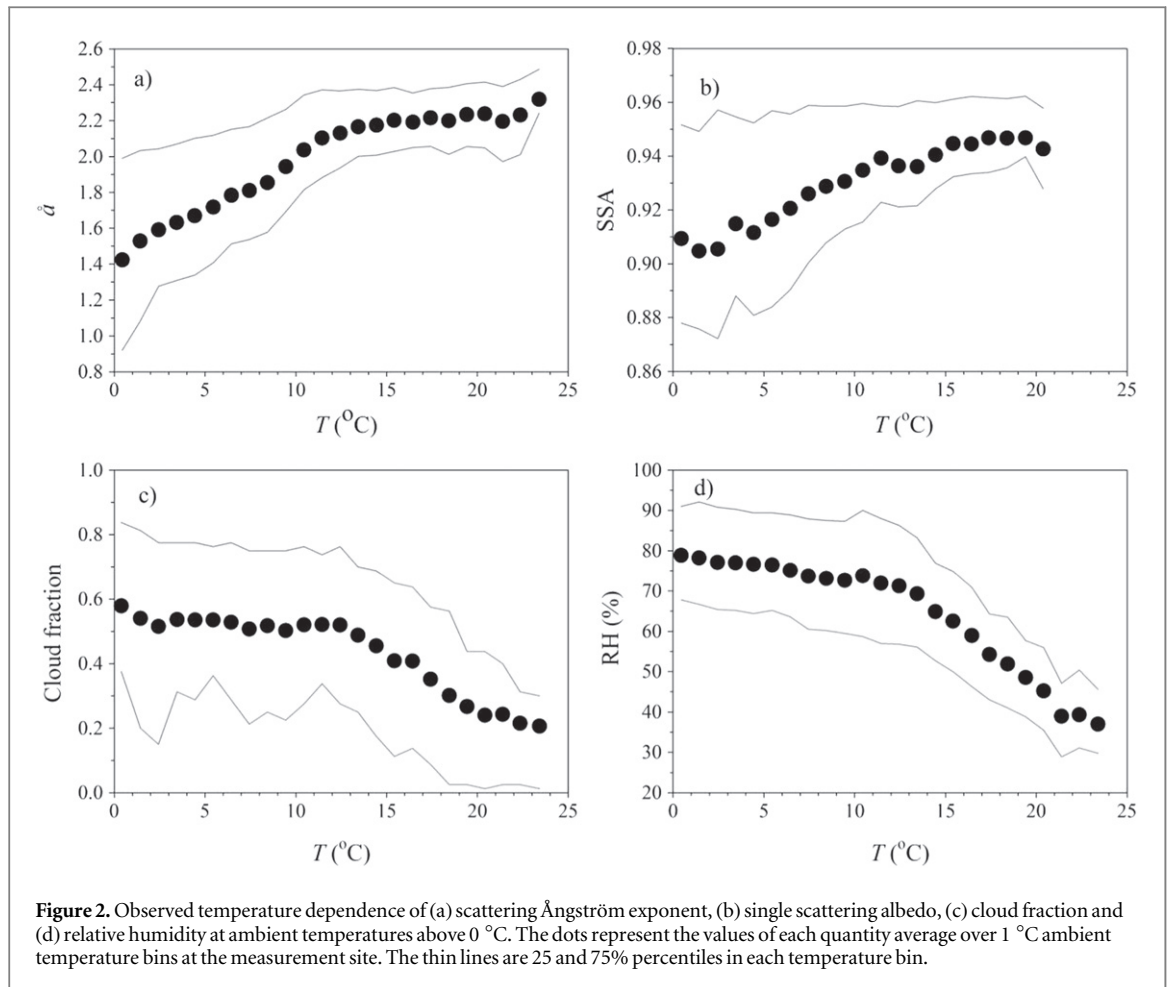 2.6
2.4
2.2
2.0
1.8
1.6
1.4
1.2
1.0
0.8
å
a)
0 5 10 15 20 25
T (°C)
0.98
0.96
0.94
0.92
0.90
0.88
0.86
SSA
b)
0 5 10 15 20 25
T (°C)
1.0
0.8
0.6
0.4
0.2
0.0
Cloud fraction
c)
0 5 10 15 20 25
T (°C)
100
90
80
70
60
50
40
30
20
RH (%)
d)
0 5 10 15 20 25
T (°C)
Figure 2. Observed temperature dependence of (a) scattering Ångström exponent, (b) single scattering albedo, (c) cloud fraction and
(d) relative humidity at ambient temperatures above 0 °C. The dots represent the values of each quantity average over 1 °C ambient
temperature bins at the measurement site. The thin lines are 25 and 75% percentiles in each temperature bin.